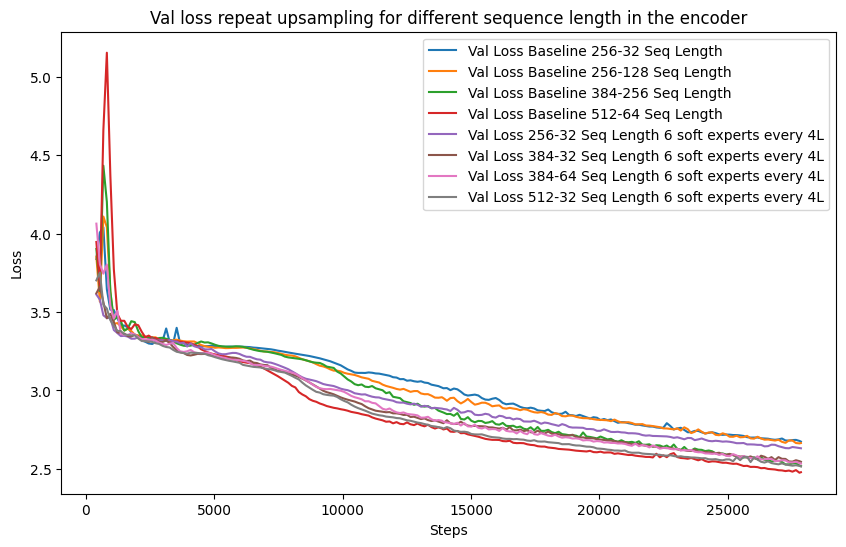 Val loss repeat upsampling for different sequence length in the encoder
Val Loss Baseline 256-32 Seq Length
Val Loss Baseline 256-128 Seq Length
Val Loss Baseline 384-256 Seq Length
Val Loss Baseline 512-64 Seq Length
Val Loss 256-32 Seq Length 6 soft experts every 4L
Val Loss 384-32 Seq Length 6 soft experts every 4L
Val Loss 384-64 Seq Length 6 soft experts every 4L
Val Loss 512-32 Seq Length 6 soft experts every 4L
5.0
4.5
4.0
3.5
3.0
2.5
Loss
0 5000 10000 15000 20000 25000
Steps